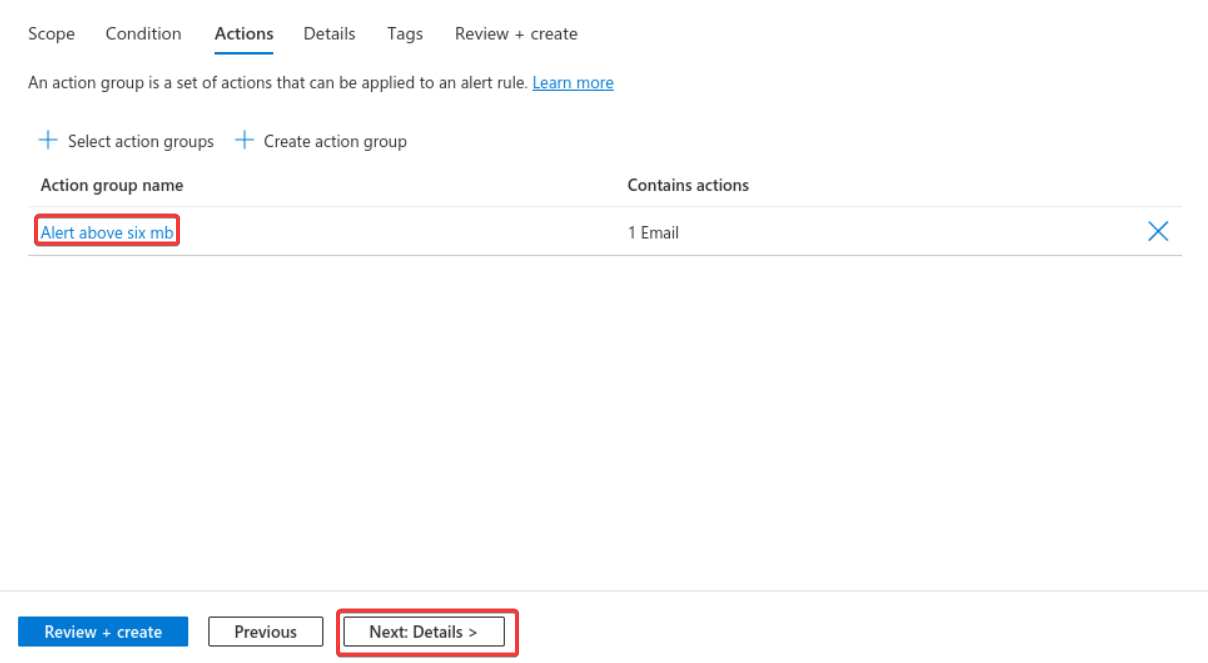 Scope Condition Actions Details Tags Review + create
An action group is a set of actions that can be applied to an alert rule. Learn more
Select action groups Create action group
Action group name Contains actions
Alert above six mb 1 Email
Review + create Previous Next: Details >